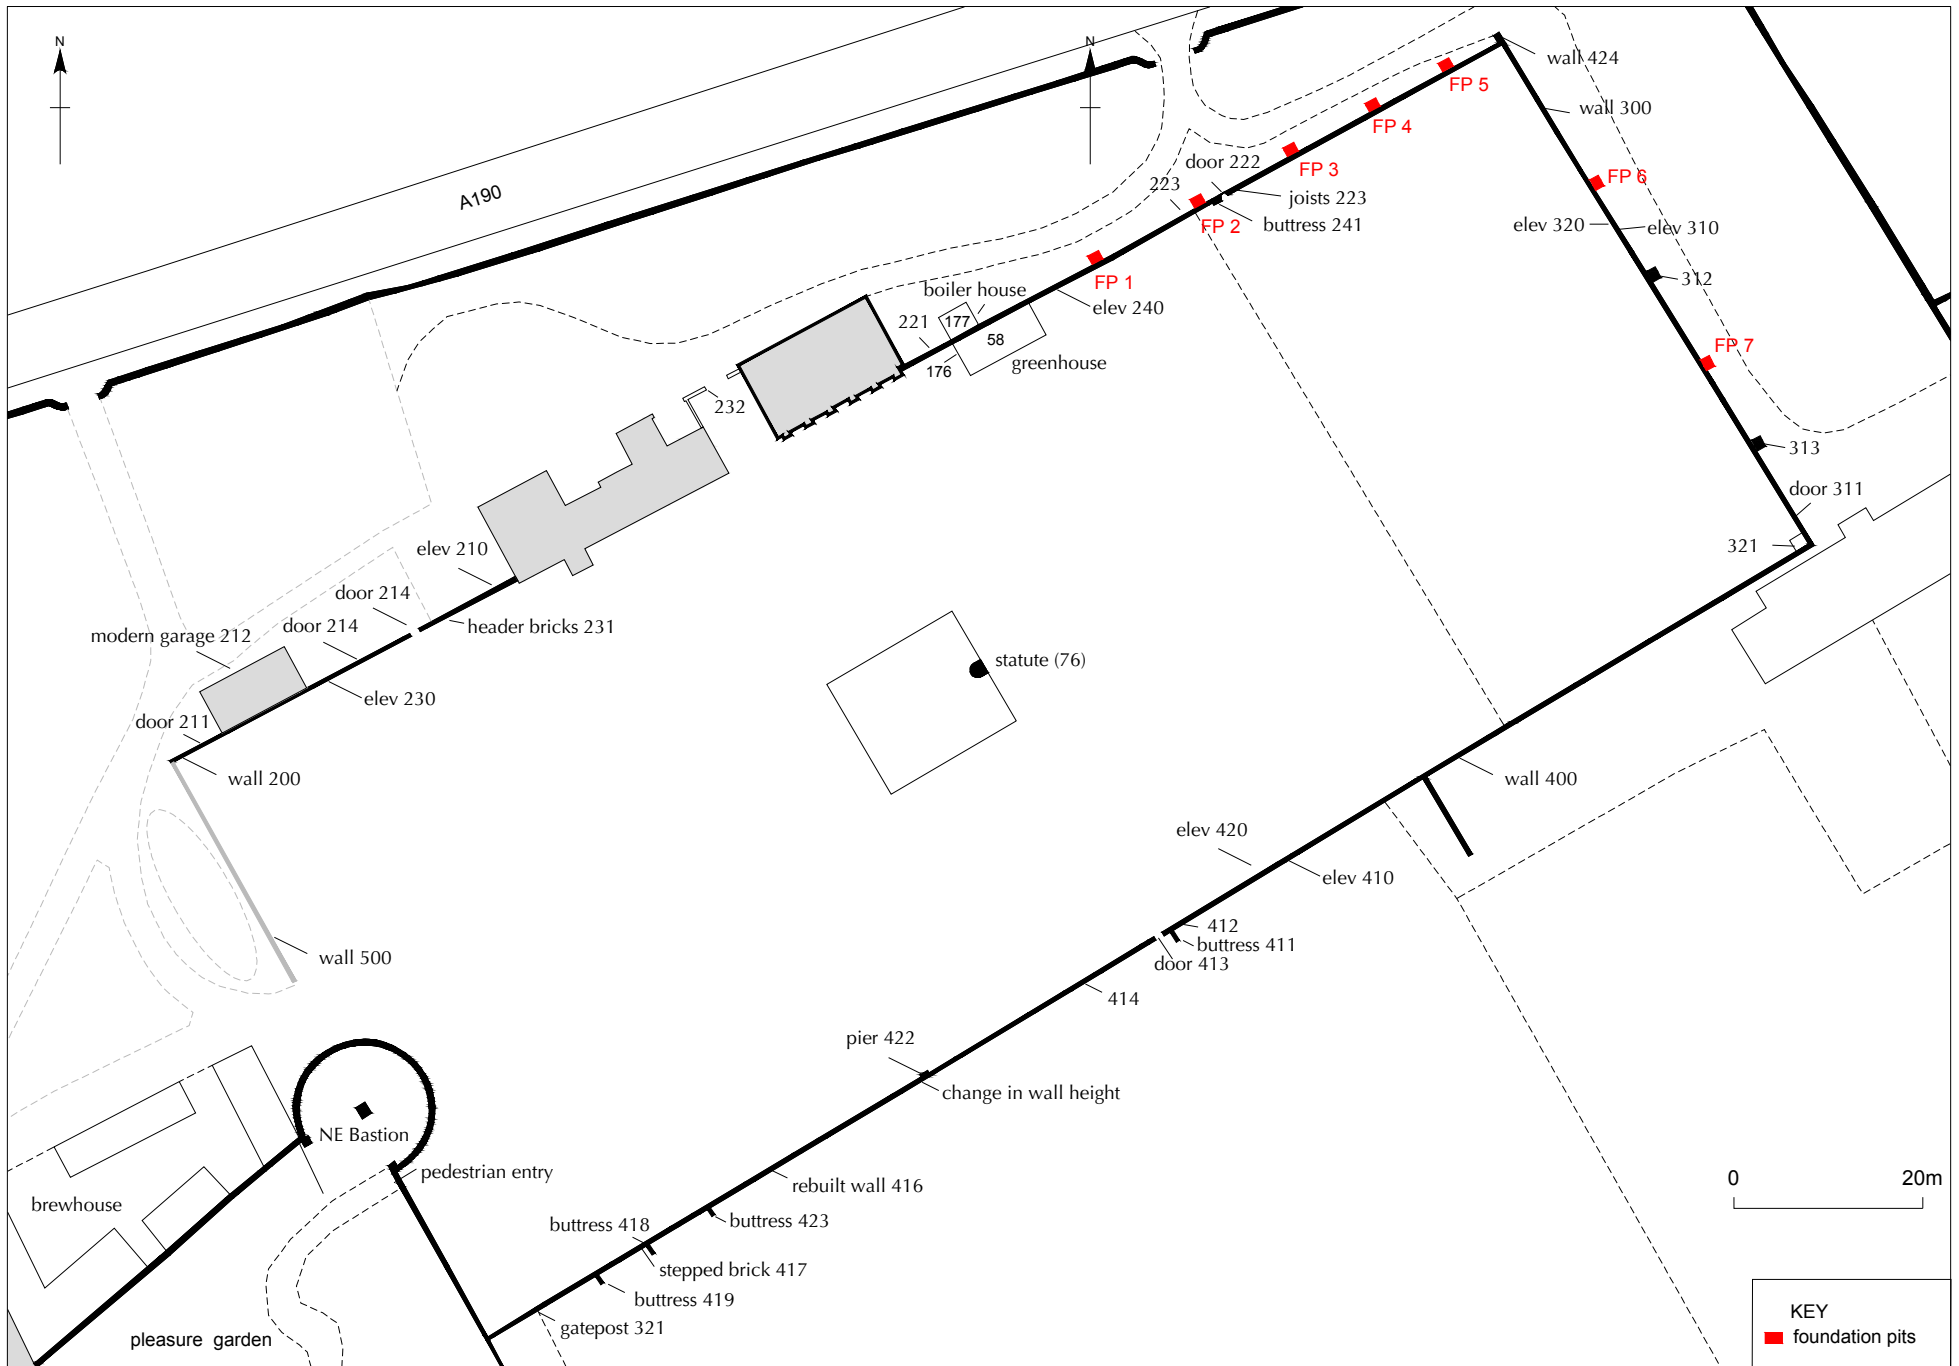 N
N
A190
wall 424
FP 5
wall 300
FP 4
door 222
FP 3
FP 6
223
joists 223
FP 2
buttress 241
elev 320
elev 310
FP 1
312
boiler house
elev 240
221
177
58
FP 7
176
greenhouse
232
313
door 311
321
elev 210
door 214
header bricks 231
door 214
modern garage 212
statute (76)
elev 230
door 211
wall 200
wall 400
elev 420
elev 410
412
buttress 411
door 413
wall 500
414
pier 422
change in wall height
NE Bastion
pedestrian entry
0
20m
rebuilt wall 416
brewhouse
buttress 423
buttress 418
stepped brick 417
buttress 419
gatepost 321
pleasure garden
KEY
foundation pits